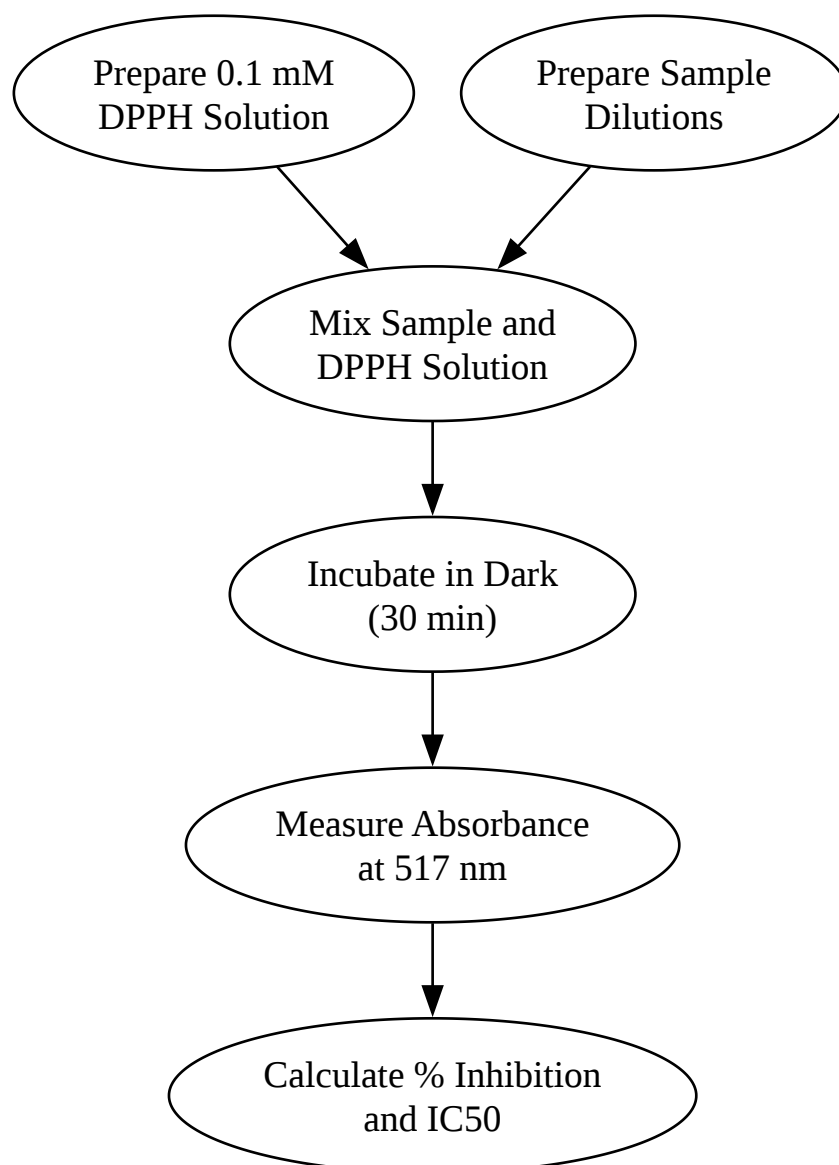 Prepare 0.1 mM
DPPH Solution
Prepare Sample
Dilutions
Mix Sample and
DPPH Solution
Incubate in Dark
(30 min)
Measure Absorbance
at 517 nm
Calculate % Inhibition
and IC50